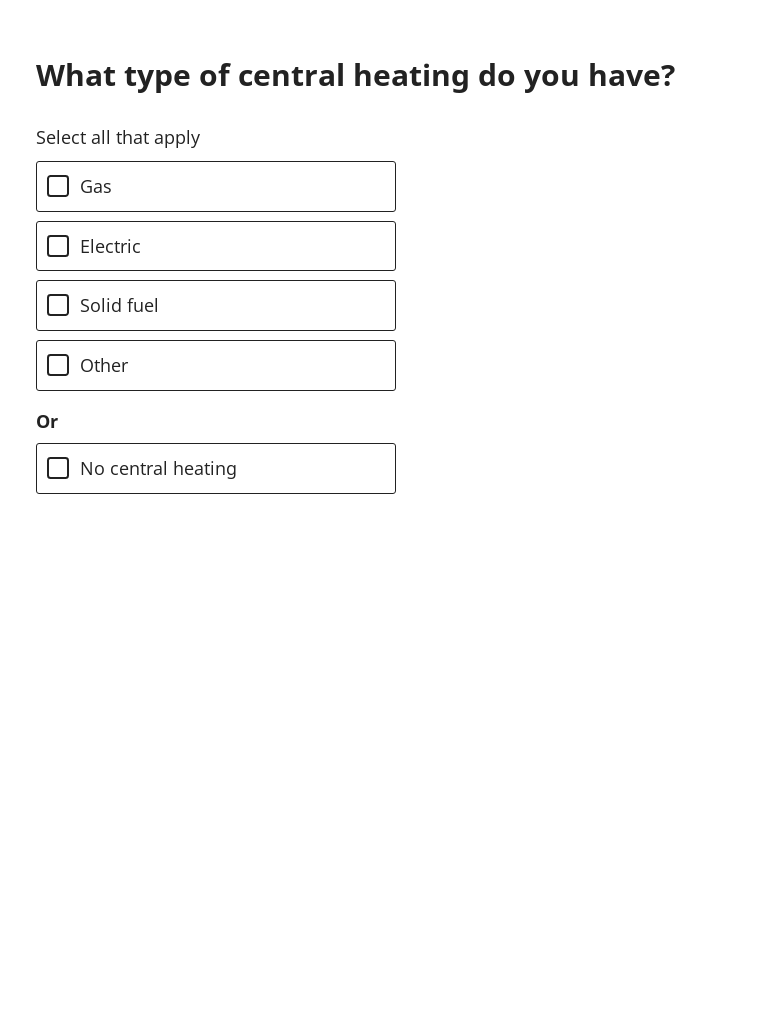 What type of central heating do you have?
Select all that apply
Gas
Electric
Solid fuel
Other
Or
No central heating